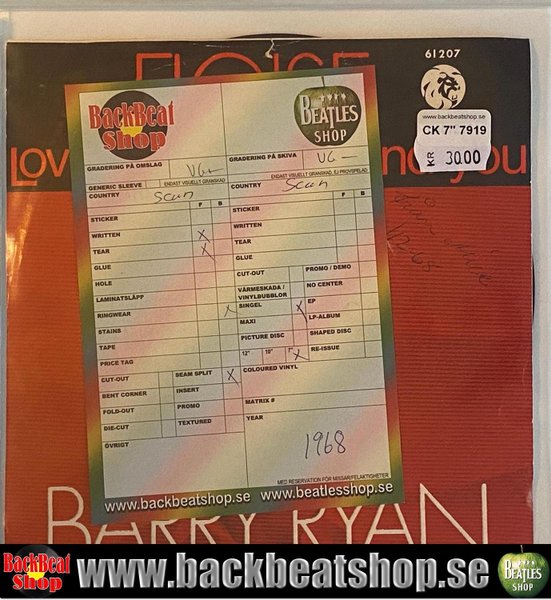 ELOISE
61207
www.backbeatshop.se
CK 7" 7919
KR 3000
Lov nd you
BACKBEAT
SHOP
BEATLES
SHOP
GRADERING PÅ OMSLAG VG-
GRADERING PÅ SKIVA VG-
GENERIC SLEEVE ENDAST VISUELLT GRANSKAD
ENDAST VISUELLT GRANSKAD, EJ PROVSPELAD
COUNTRY Scan
COUNTRY Scan
F B
F B
STICKER
STICKER
WRITTEN X
WRITTEN
TEAR X
TEAR
GLUE
GLUE
HOLE
CUT-OUT
PROMO / DEMO
LAMINATSLÄPP
VÄRMESKADA /
VINYLBUBBLOR
NO CENTER
RINGWEAR X
SINGEL X
EP
STAINS
MAXI
LP-ALBUM
TAPE
PICTURE DISC
SHAPED DISC
PRICE TAG
12" 10" 7" X
RE-ISSUE
CUT-OUT
SEAM SPLIT X
COLOURED VINYL
BENT CORNER
INSERT
FOLD-OUT
PROMO
MATRIX #
DIE-CUT
TEXTURED
YEAR
ÖVRIGT
1968
MED RESERVATION FÖR MISSAR/FELAKTIGHETER
www.backbeatshop.se www.beatlesshop.se
BARRY RYAN
BACKBEAT
SHOP
www.backbeatshop.se
BEATLES
SHOP